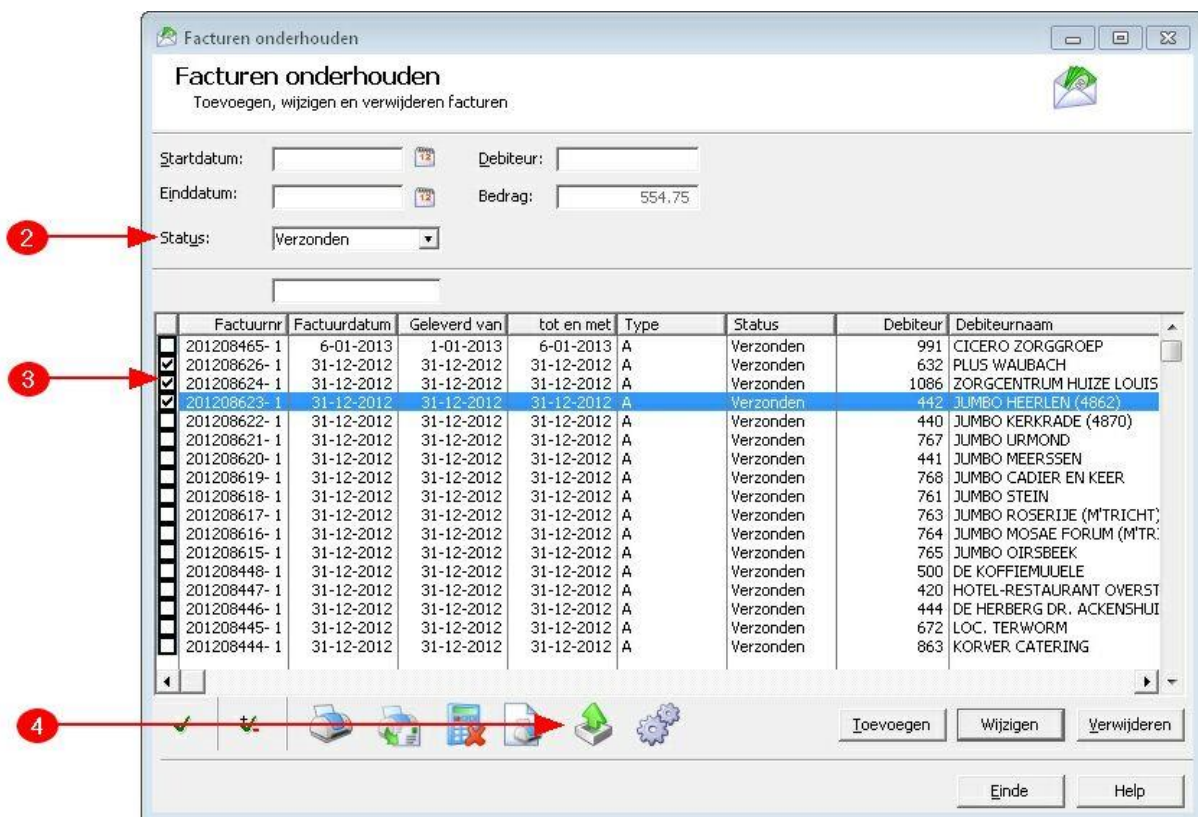 Facturen onderhouden
Facturen onderhouden
Toevoegen, wijzigen en verwijderen facturen
Startdatum: 12 Debiteur:
Einddatum: 12 Bedrag: 554.75
2 Status: Verzonden
Factuurnr Factuurdatum Geleverd van tot en met Type Status Debiteur Debiteurnaam
201208465- 1 6-01-2013 1-01-2013 6-01-2013 A Verzonden 991 CICERO ZORGGROEP
201208626- 1 31-12-2012 31-12-2012 31-12-2012 A Verzonden 632 PLUS WAUBACH
3 201208624- 1 31-12-2012 31-12-2012 31-12-2012 A Verzonden 1086 ZORGCENTRUM HUIZE LOUIS
201208623- 1 31-12-2012 31-12-2012 31-12-2012 A Verzonden 442 JUMBO HEERLEN (4862)
201208622- 1 31-12-2012 31-12-2012 31-12-2012 A Verzonden 440 JUMBO KERKRADE (4870)
201208621- 1 31-12-2012 31-12-2012 31-12-2012 A Verzonden 767 JUMBO URMOND
201208620- 1 31-12-2012 31-12-2012 31-12-2012 A Verzonden 441 JUMBO MEERSSEN
201208619- 1 31-12-2012 31-12-2012 31-12-2012 A Verzonden 768 JUMBO CADIER EN KEER
201208618- 1 31-12-2012 31-12-2012 31-12-2012 A Verzonden 761 JUMBO STEIN
201208617- 1 31-12-2012 31-12-2012 31-12-2012 A Verzonden 763 JUMBO ROSERIJE (M'TRICHT)
201208616- 1 31-12-2012 31-12-2012 31-12-2012 A Verzonden 764 JUMBO MOSAE FORUM (M'TR
201208615- 1 31-12-2012 31-12-2012 31-12-2012 A Verzonden 765 JUMBO OIRSBEEK
201208448- 1 31-12-2012 31-12-2012 31-12-2012 A Verzonden 500 DE KOFFIEMUUELE
201208447- 1 31-12-2012 31-12-2012 31-12-2012 A Verzonden 420 HOTEL-RESTAURANT OVERST
201208446- 1 31-12-2012 31-12-2012 31-12-2012 A Verzonden 444 DE HERBERG DR. ACKENSHUI
201208445- 1 31-12-2012 31-12-2012 31-12-2012 A Verzonden 672 LOC. TERWORM
201208444- 1 31-12-2012 31-12-2012 31-12-2012 A Verzonden 863 KORVER CATERING
4 Toevoegen Wijzigen Verwijderen
Einde Help